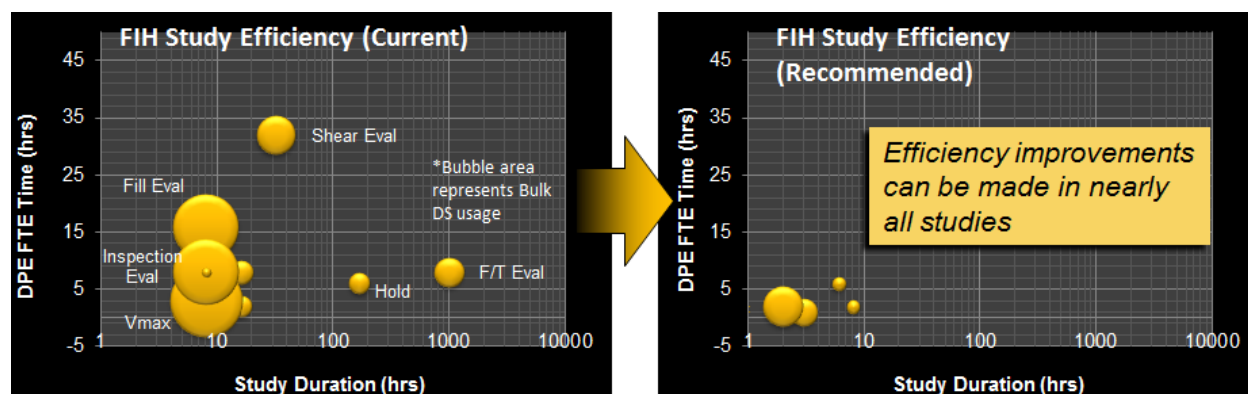 FIH Study Efficiency (Current)
DPE FTE Time (hrs)
45
35
25
15
5
-5
Shear Eval
Fill Eval
*Bubble area
represents Bulk
DS usage
Inspection
Eval
Vmax
Hold
F/T Eval
1
10
100
1000
10000
Study Duration (hrs)
FIH Study Efficiency
(Recommended)
DPE FTE Time (hrs)
45
35
25
15
5
-5
Efficiency improvements
can be made in nearly
all studies
1
10
100
1000
10000
Study Duration (hrs)